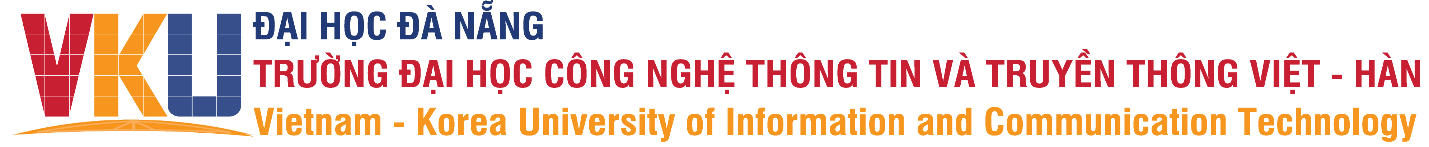 VKU
ĐẠI HỌC ĐÀ NẴNG
TRƯỜNG ĐẠI HỌC CÔNG NGHỆ THÔNG TIN VÀ TRUYỀN THÔNG VIỆT - HÀN
Vietnam - Korea University of Information and Communication Technology